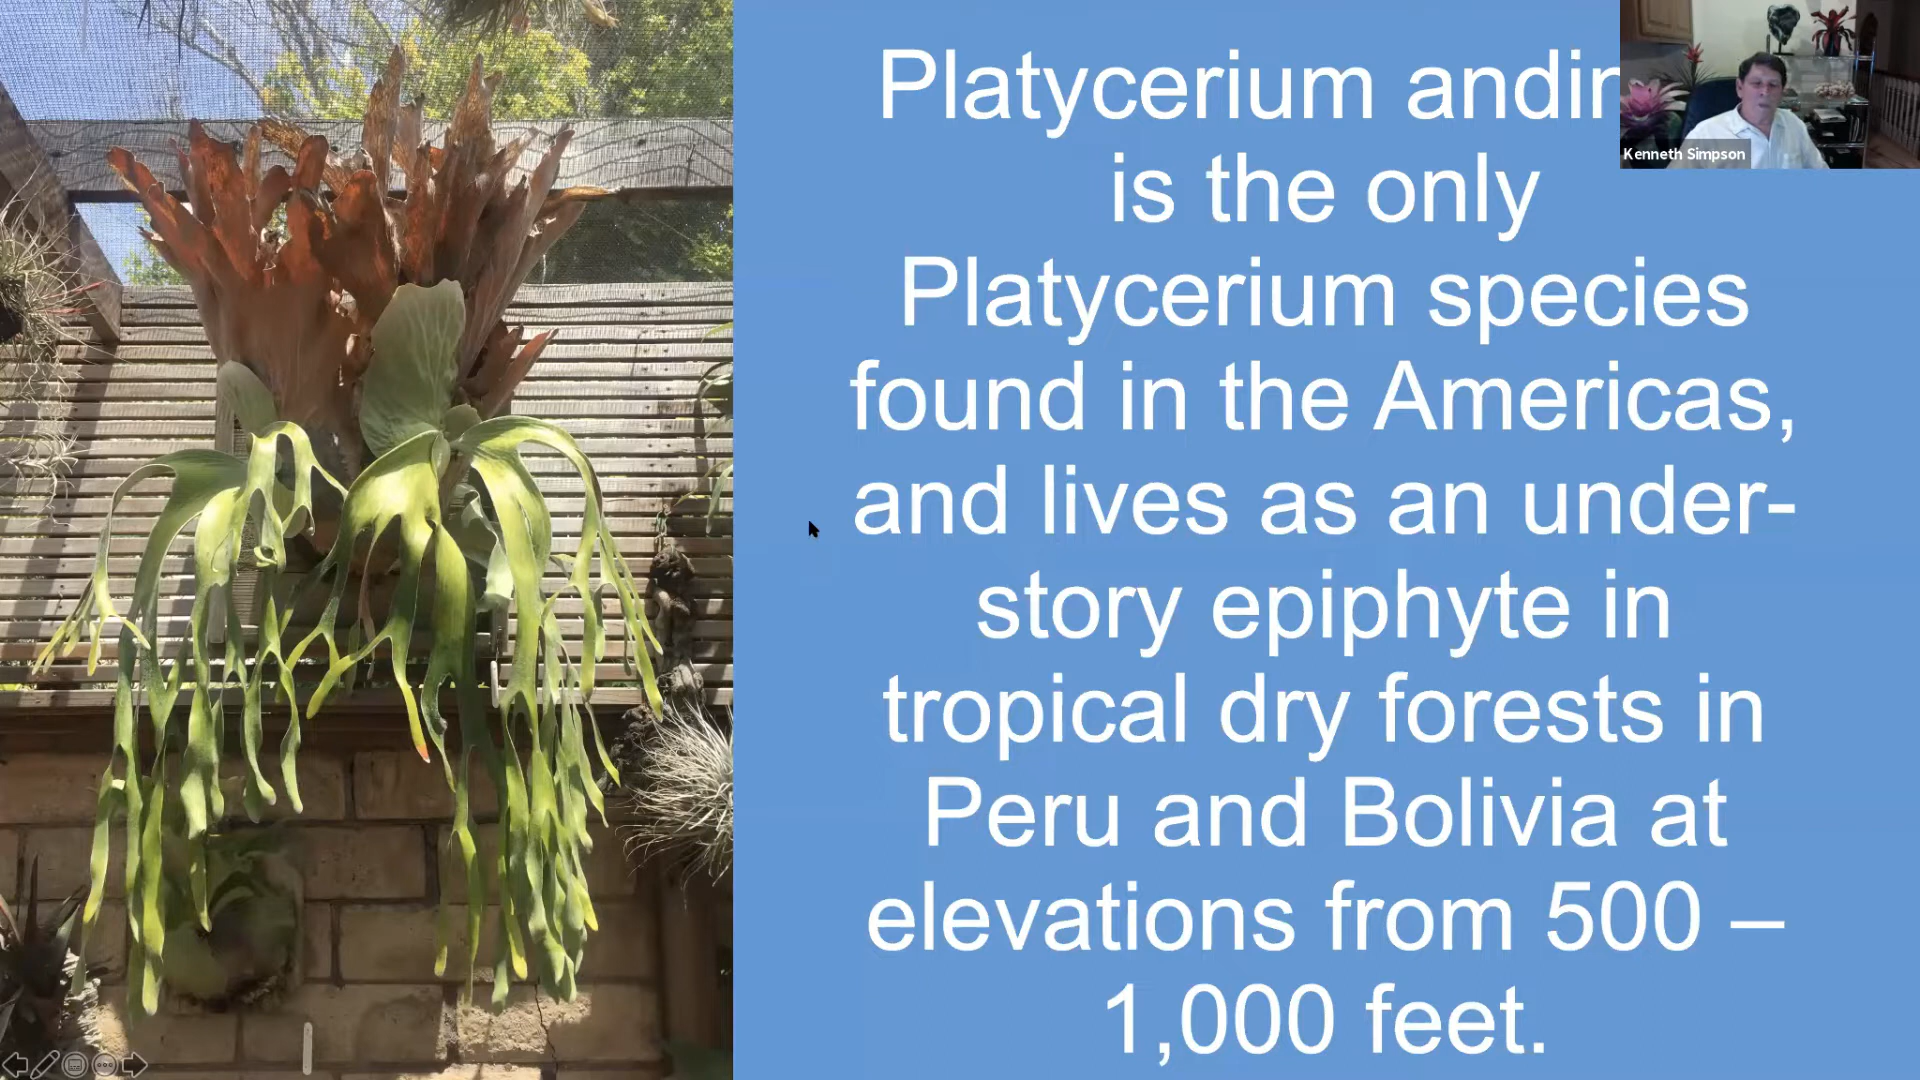 Platycerium andin
is the only
Platycerium species
found in the Americas,
and lives as an under-
story epiphyte in
tropical dry forests in
Peru and Bolivia at
elevations from 500 –
1,000 feet.
Kenneth Simpson